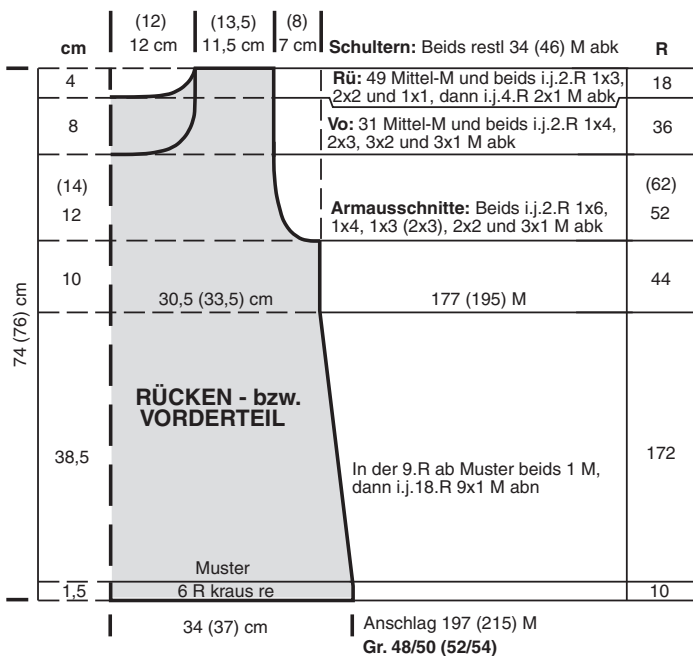 (12) (13,5) (8)
cm 12 cm 11,5 cm 7 cm Schultern: Beids restl 34 (46) M abk R
4 Rü: 49 Mittel-M und beids i.j.2.R 1x3, 18
2x2 und 1x1, dann i.j.4.R 2x1 M abk
8 Vo: 31 Mittel-M und beids i.j.2.R 1x4, 36
2x3, 3x2 und 3x1 M abk
(14) (62)
12 Armausschnitte: Beids i.j.2.R 1x6, 52
1x4, 1x3 (2x3), 2x2 und 3x1 M abk
10 44
30,5 (33,5) cm 177 (195) M
74 (76) cm
RÜCKEN - bzw.
VORDERTEIL
38,5 172
In der 9.R ab Muster beids 1 M,
dann i.j.18.R 9x1 M abn
Muster
1,5 6 R kraus re 10
34 (37) cm Anschlag 197 (215) M
Gr. 48/50 (52/54)